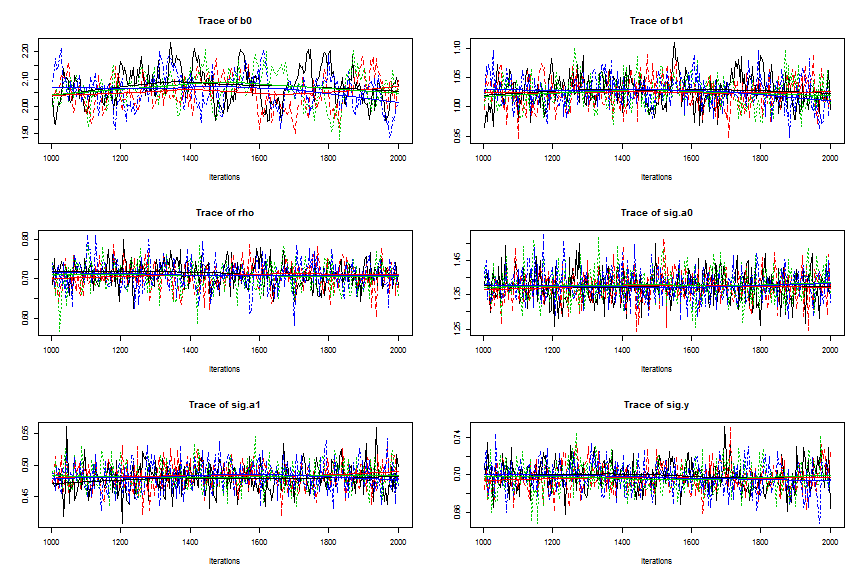 Trace of b0
2.20
2.10
2.00
1.90
1000 1200 1400 1600 1800 2000
Iterations
Trace of b1
1.10
1.05
1.00
0.95
1000 1200 1400 1600 1800 2000
Iterations
Trace of rho
0.80
0.70
0.60
1000 1200 1400 1600 1800 2000
Iterations
Trace of sig.a0
1.45
1.35
1.25
1000 1200 1400 1600 1800 2000
Iterations
Trace of sig.a1
0.55
0.50
0.45
1000 1200 1400 1600 1800 2000
Iterations
Trace of sig.y
0.74
0.70
0.66
1000 1200 1400 1600 1800 2000
Iterations